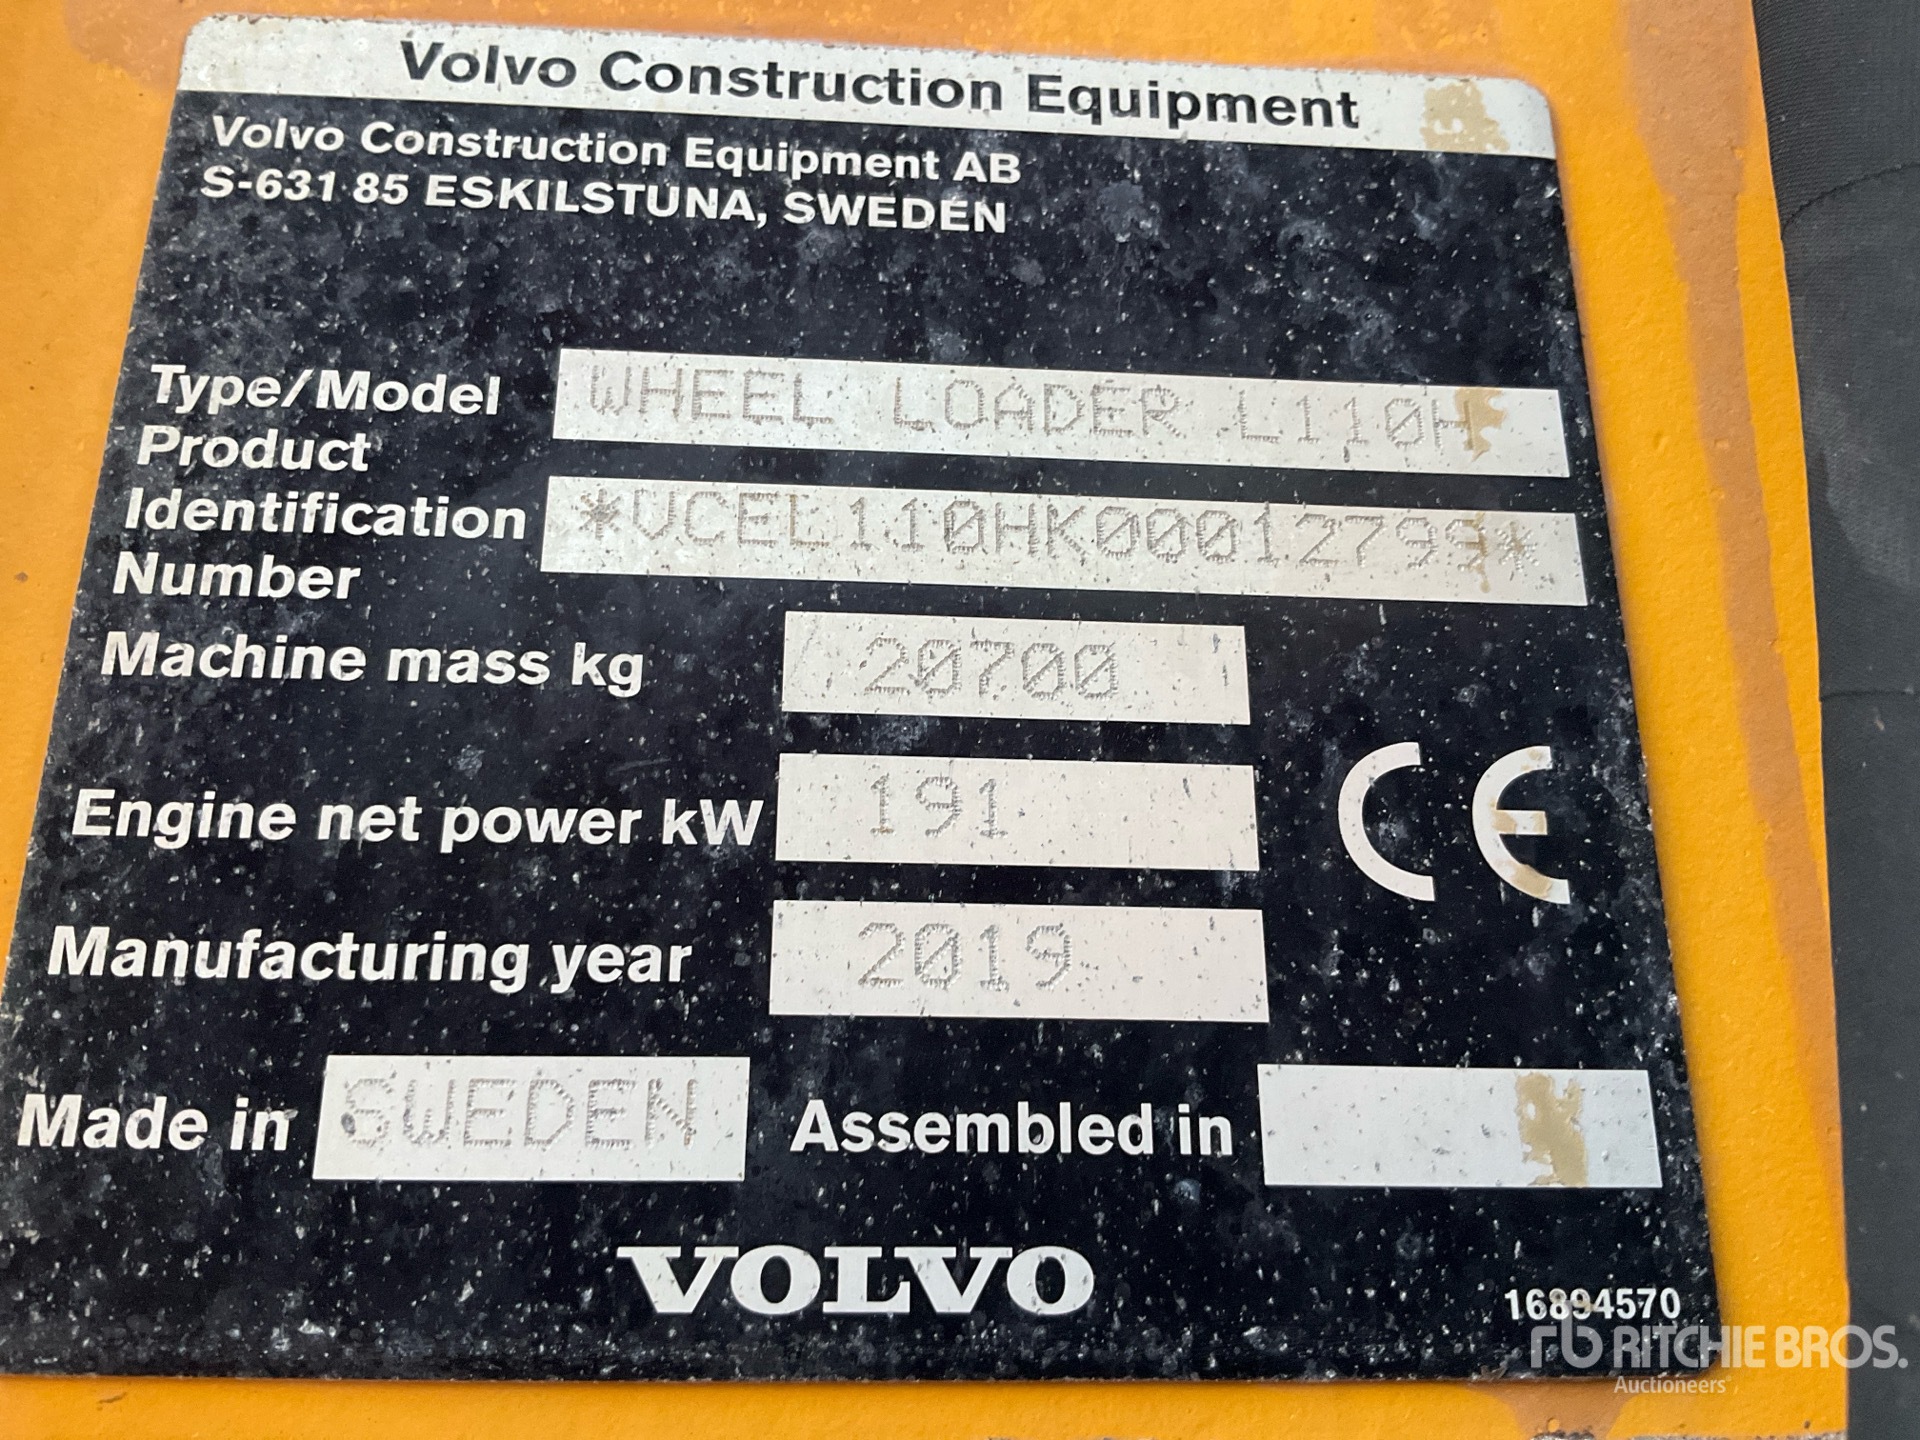 Volvo Construction Equipment
Volvo Construction Equipment AB
S-631 85 ESKILSTUNA, SWEDEN
Type/Model WHEEL LOADER L110H
Product
Identification *VCEL110HK00012799*
Number
Machine mass kg 20700
Engine net power kW 191
CE
Manufacturing year 2019
Made in SWEDEN Assembled in
VOLVO
16894570
rb RITCHIE BROS.
Auctioneers